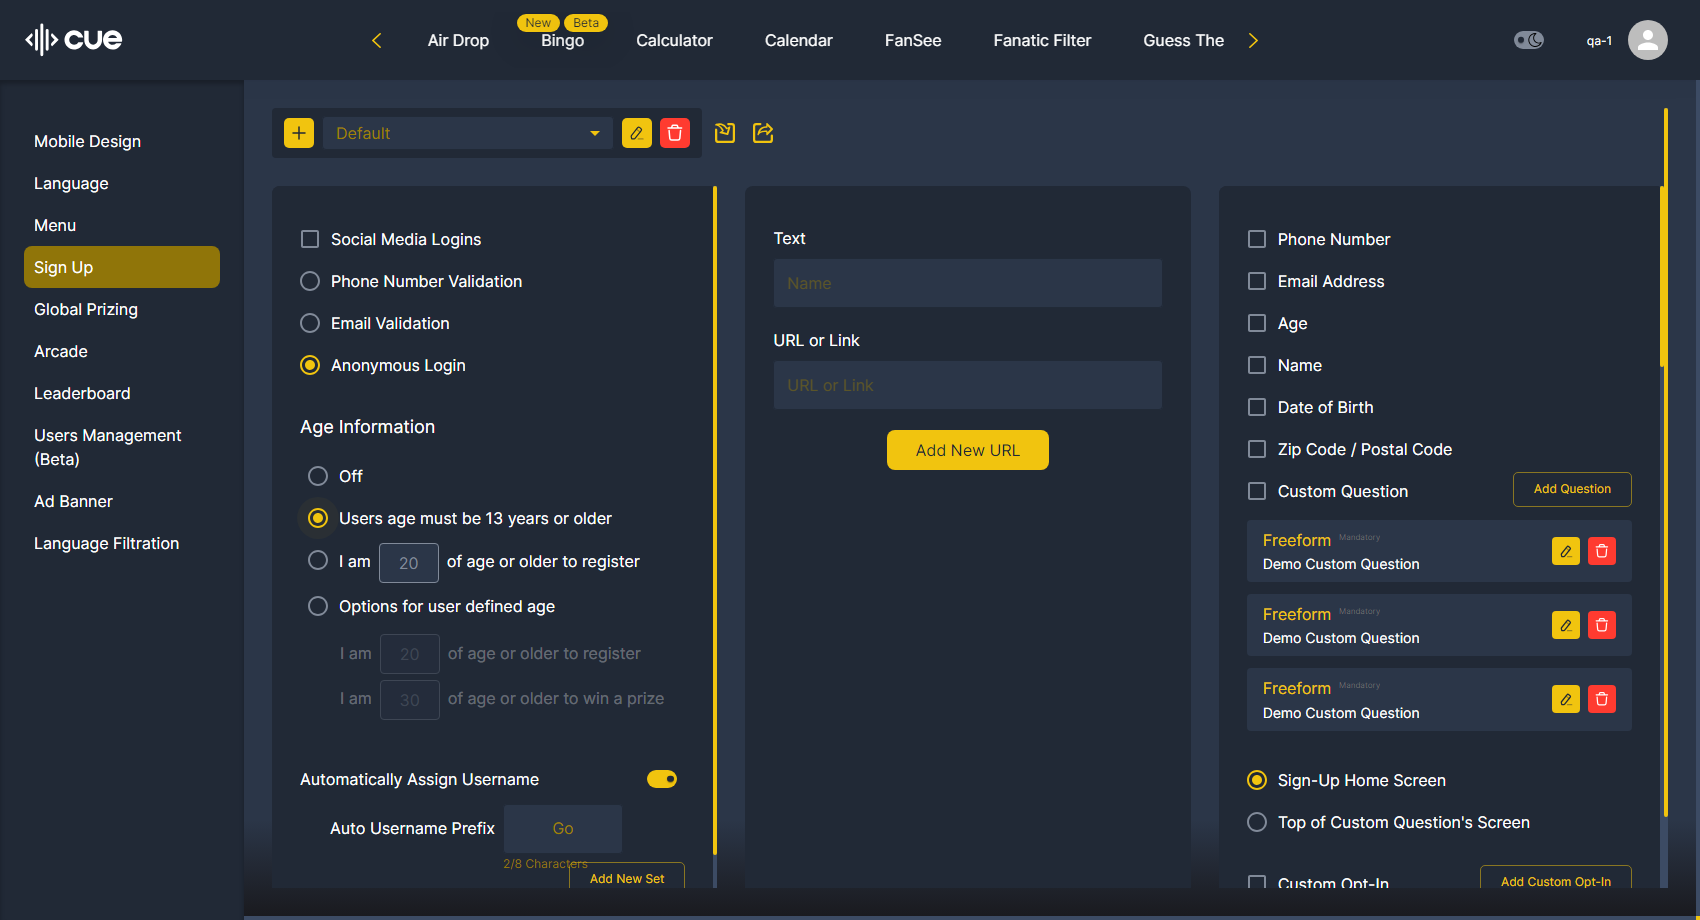 cue
Air Drop
New
Beta
Bingo
Calculator
Calendar
FanSee
Fanatic Filter
Guess The
qa-1
Mobile Design
Language
Menu
Sign Up
Global Prizing
Arcade
Leaderboard
Users Management
(Beta)
Ad Banner
Language Filtration
Default
Social Media Logins
Phone Number Validation
Email Validation
Anonymous Login
Age Information
Off
Users age must be 13 years or older
I am 20 of age or older to register
Options for user defined age
I am 20 of age or older to register
I am 30 of age or older to win a prize
Automatically Assign Username
Auto Username Prefix Go
2/8 Characters
Add New Set
Text
Name
URL or Link
URL or Link
Add New URL
Phone Number
Email Address
Age
Name
Date of Birth
Zip Code / Postal Code
Custom Question
Add Question
Freeform Mandatory
Demo Custom Question
Freeform Mandatory
Demo Custom Question
Freeform Mandatory
Demo Custom Question
Sign-Up Home Screen
Top of Custom Question's Screen
Custom Opt-In
Add Custom Opt-In